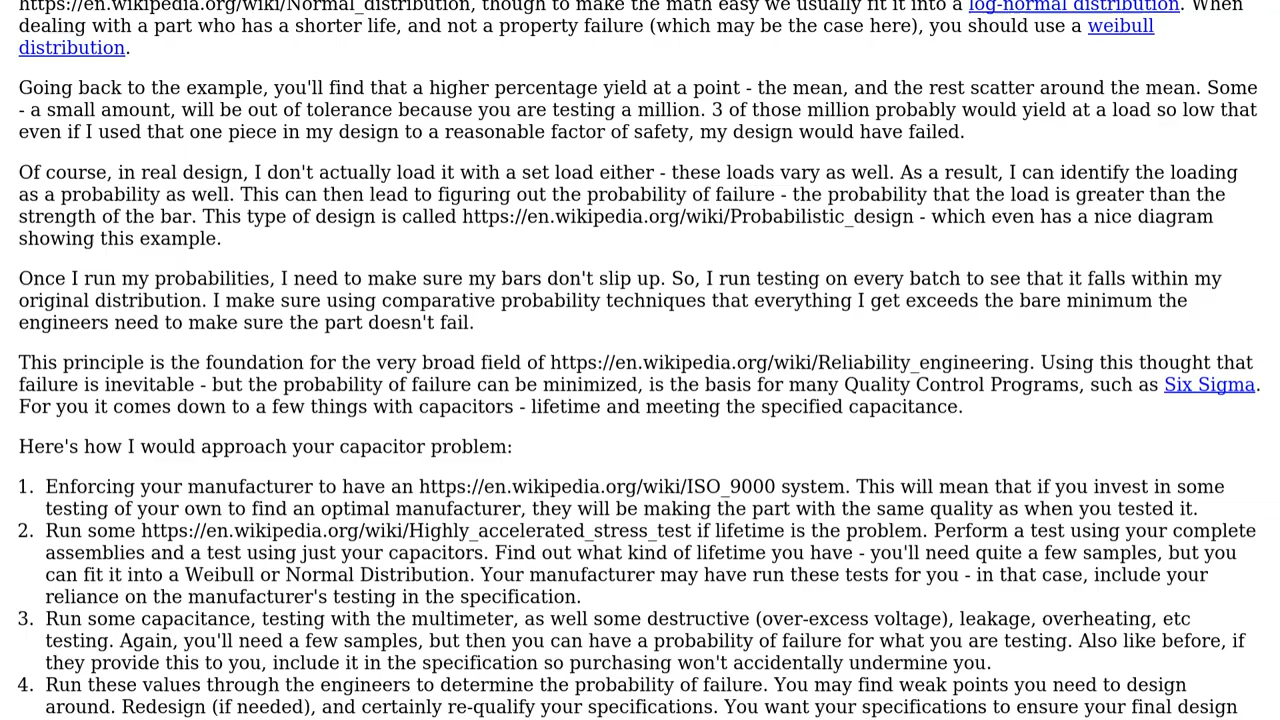 https://en.wikipedia.org/wiki/Normal_distribution, though to make the math easy we usually fit it into a log-normal distribution. When
dealing with a part who has a shorter life, and not a property failure (which may be the case here), you should use a weibull
distribution.
Going back to the example, you'll find that a higher percentage yield at a point - the mean, and the rest scatter around the mean. Some
- a small amount, will be out of tolerance because you are testing a million. 3 of those million probably would yield at a load so low that
even if I used that one piece in my design to a reasonable factor of safety, my design would have failed.
Of course, in real design, I don't actually load it with a set load either - these loads vary as well. As a result, I can identify the loading
as a probability as well. This can then lead to figuring out the probability of failure - the probability that the load is greater than the
strength of the bar. This type of design is called https://en.wikipedia.org/wiki/Probabilistic_design - which even has a nice diagram
showing this example.
Once I run my probabilities, I need to make sure my bars don't slip up. So, I run testing on every batch to see that it falls within my
original distribution. I make sure using comparative probability techniques that everything I get exceeds the bare minimum the
engineers need to make sure the part doesn't fail.
This principle is the foundation for the very broad field of https://en.wikipedia.org/wiki/Reliability_engineering. Using this thought that
failure is inevitable - but the probability of failure can be minimized, is the basis for many Quality Control Programs, such as Six Sigma.
For you it comes down to a few things with capacitors - lifetime and meeting the specified capacitance.
Here's how I would approach your capacitor problem:
1. Enforcing your manufacturer to have an https://en.wikipedia.org/wiki/ISO_9000 system. This will mean that if you invest in some
testing of your own to find an optimal manufacturer, they will be making the part with the same quality as when you tested it.
2. Run some https://en.wikipedia.org/wiki/Highly_accelerated_stress_test if lifetime is the problem. Perform a test using your complete
assemblies and a test using just your capacitors. Find out what kind of lifetime you have - you'll need quite a few samples, but you
can fit it into a Weibull or Normal Distribution. Your manufacturer may have run these tests for you - in that case, include your
reliance on the manufacturer's testing in the specification.
3. Run some capacitance, testing with the multimeter, as well some destructive (over-excess voltage), leakage, overheating, etc
testing. Again, you'll need a few samples, but then you can have a probability of failure for what you are testing. Also like before, if
they provide this to you, include it in the specification so purchasing won't accidentally undermine you.
4. Run these values through the engineers to determine the probability of failure. You may find weak points you need to design
around. Redesign (if needed), and certainly re-qualify your specifications. You want your specifications to ensure your final design